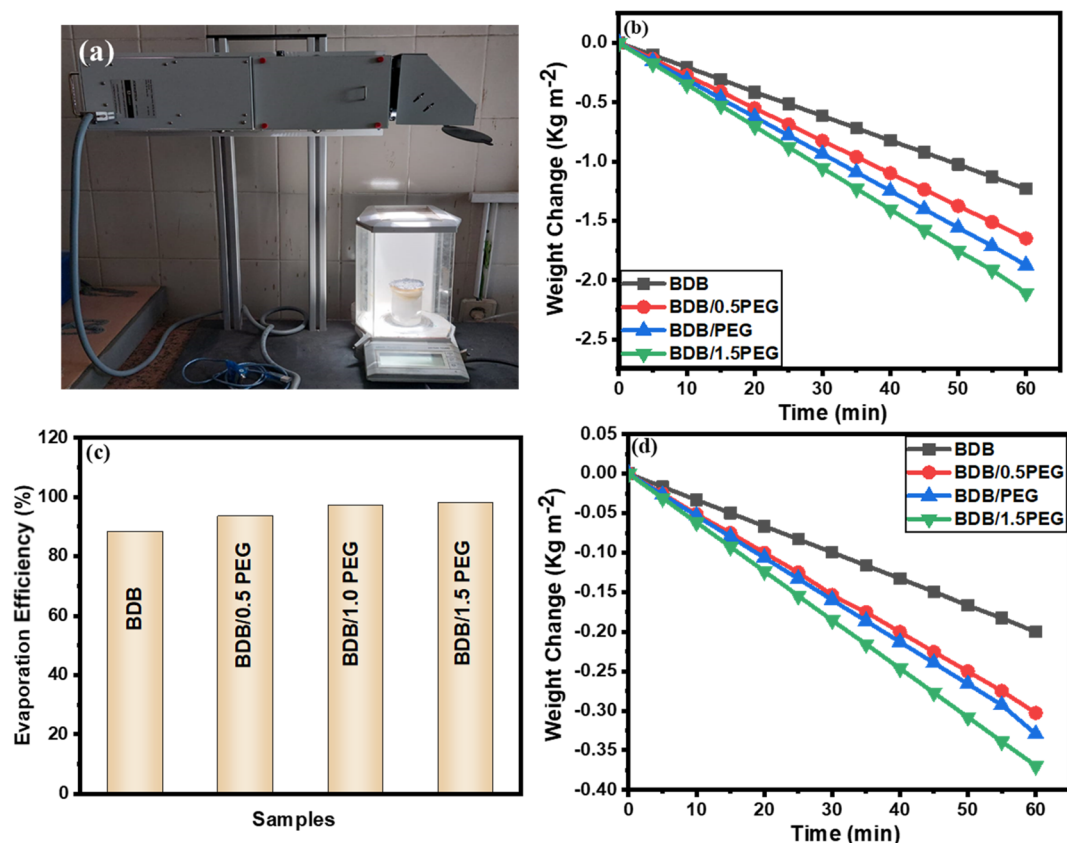 (a)
(b)
0.0
-0.5
-1.0
-1.5
-2.0
-2.5
Weight Change (Kg m-2)
BDB
BDB/0.5PEG
BDB/PEG
BDB/1.5PEG
0 10 20 30 40 50 60
Time (min)
(c)
120
100
80
60
40
20
0
Evaporation Efficiency (%)
BDB
BDB/0.5 PEG
BDB/1.0 PEG
BDB/1.5 PEG
Samples
(d)
0.05
0.00
-0.05
-0.10
-0.15
-0.20
-0.25
-0.30
-0.35
-0.40
Weight Change (Kg m-2)
BDB
BDB/0.5PEG
BDB/PEG
BDB/1.5PEG
0 10 20 30 40 50 60
Time (min)